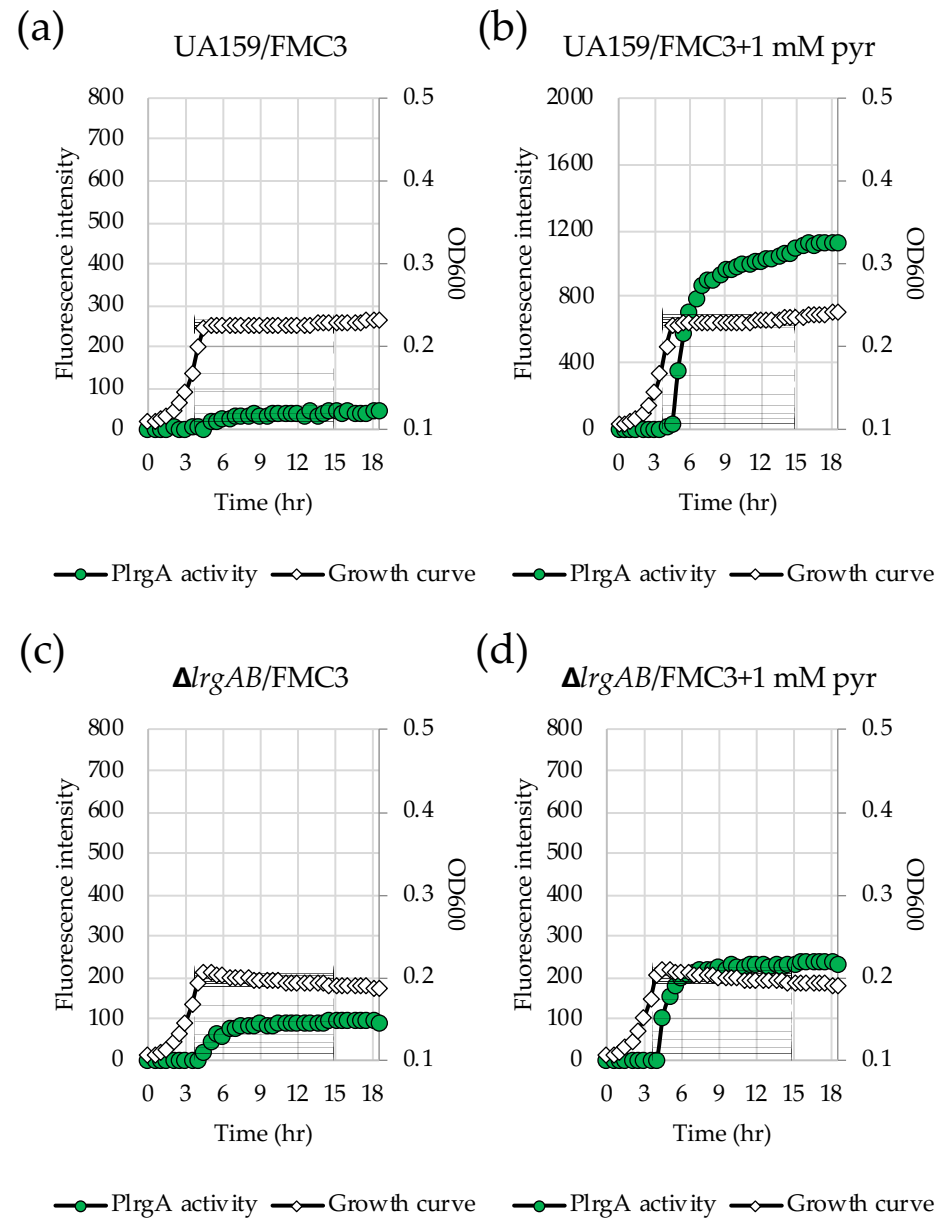 (a)
UA159/FMC3
800
700
600
500
400
300
200
100
0
Fluorescence intensity
0.5
0.4
0.3
0.2
0.1
OD600
0 3 6 9 12 15 18
Time (hr)
PlrgA activity Growth curve
(b)
UA159/FMC3+1 mM pyr
2000
1600
1200
800
400
0
Fluorescence intensity
0.5
0.4
0.3
0.2
0.1
OD600
0 3 6 9 12 15 18
Time (hr)
PlrgA activity Growth curve
(c)
ΔlrgAB/FMC3
800
700
600
500
400
300
200
100
0
Fluorescence intensity
0.5
0.4
0.3
0.2
0.1
OD600
0 3 6 9 12 15 18
Time (hr)
PlrgA activity Growth curve
(d)
ΔlrgAB/FMC3+1 mM pyr
800
700
600
500
400
300
200
100
0
Fluorescence intensity
0.5
0.4
0.3
0.2
0.1
OD600
0 3 6 9 12 15 18
Time (hr)
PlrgA activity Growth curve